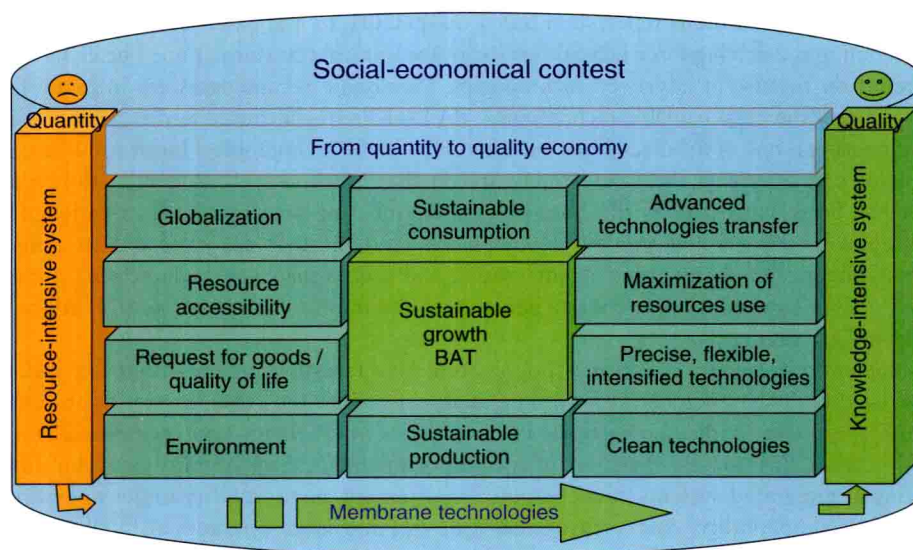 Social-economical contest
Quantity
Quality
From quantity to quality economy
Resource-intensive system
Globalization
Sustainable
consumption
Advanced
technologies transfer
Resource
accessibility
Sustainable
growth
BAT
Maximization of
resources use
Request for goods /
quality of life
Precise, flexible,
intensified technologies
Environment
Sustainable
production
Clean technologies
Knowledge-intensive system
Membrane technologies